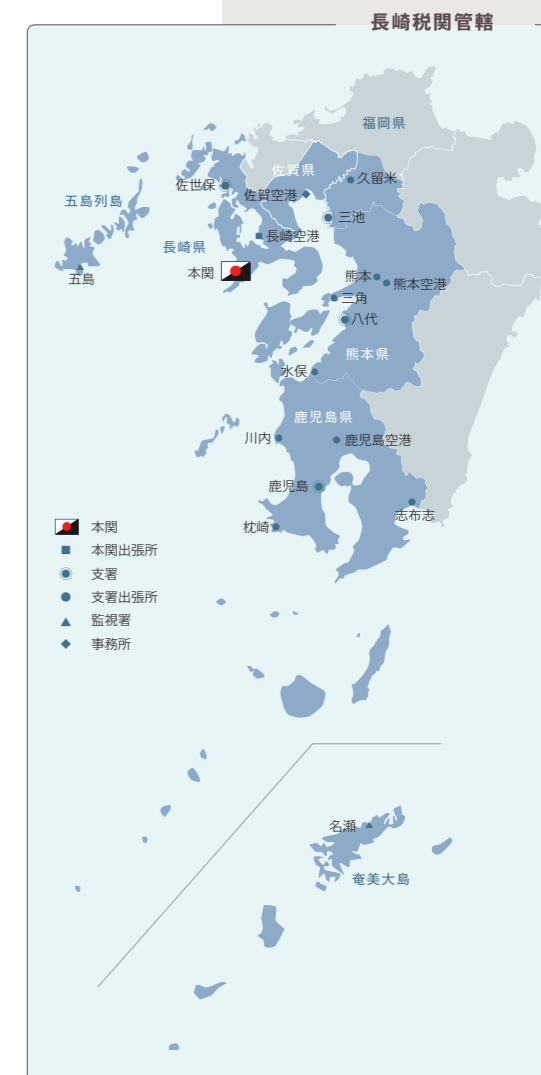 長崎税関管轄
福岡県
佐賀県
久留米
佐世保
佐賀空港
五島列島
三池
長崎空港
長崎県
本関
五島
熊本
熊本空港
三角
八代
熊本県
水俣
鹿児島県
川内
鹿児島空港
鹿児島
志布志
枕崎
本関
本関出張所
支署
支署出張所
監視署
事務所
名瀬
奄美大島